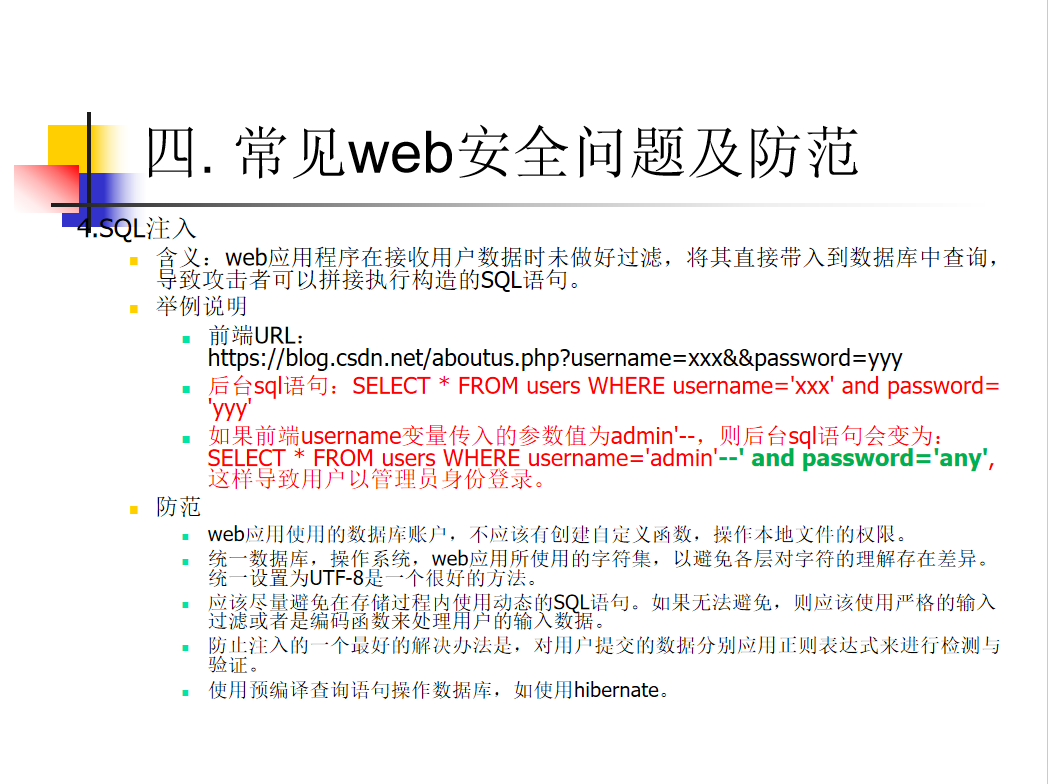 四. 常见web安全问题及防范
4.SQL注入
含义：web应用程序在接收用户数据时未做好过滤，将其直接带入到数据库中查询，
导致攻击者可以拼接执行构造的SQL语句。
举例说明
前端URL：
https://blog.csdn.net/aboutus.php?username=xxx&&password=yyy
后台sql语句：SELECT * FROM users WHERE username='xxx' and password=
'yyy'
如果前端username变量传入的参数值为admin'--，则后台sql语句会变为：
SELECT * FROM users WHERE username='admin'--' and password='any',
这样导致用户以管理员身份登录。
防范
web应用使用的数据库账户，不应该有创建自定义函数，操作本地文件的权限。
统一数据库，操作系统，web应用所使用的字符集，以避免各层对字符的理解存在差异。
统一设置为UTF-8是一个很好的方法。
应该尽量避免在存储过程内使用动态的SQL语句。如果无法避免，则应该使用严格的输入
过滤或者是编码函数来处理用户的输入数据。
防止注入的一个最好的解决办法是，对用户提交的数据分别应用正则表达式来进行检测与
验证。
使用预编译查询语句操作数据库，如使用hibernate。